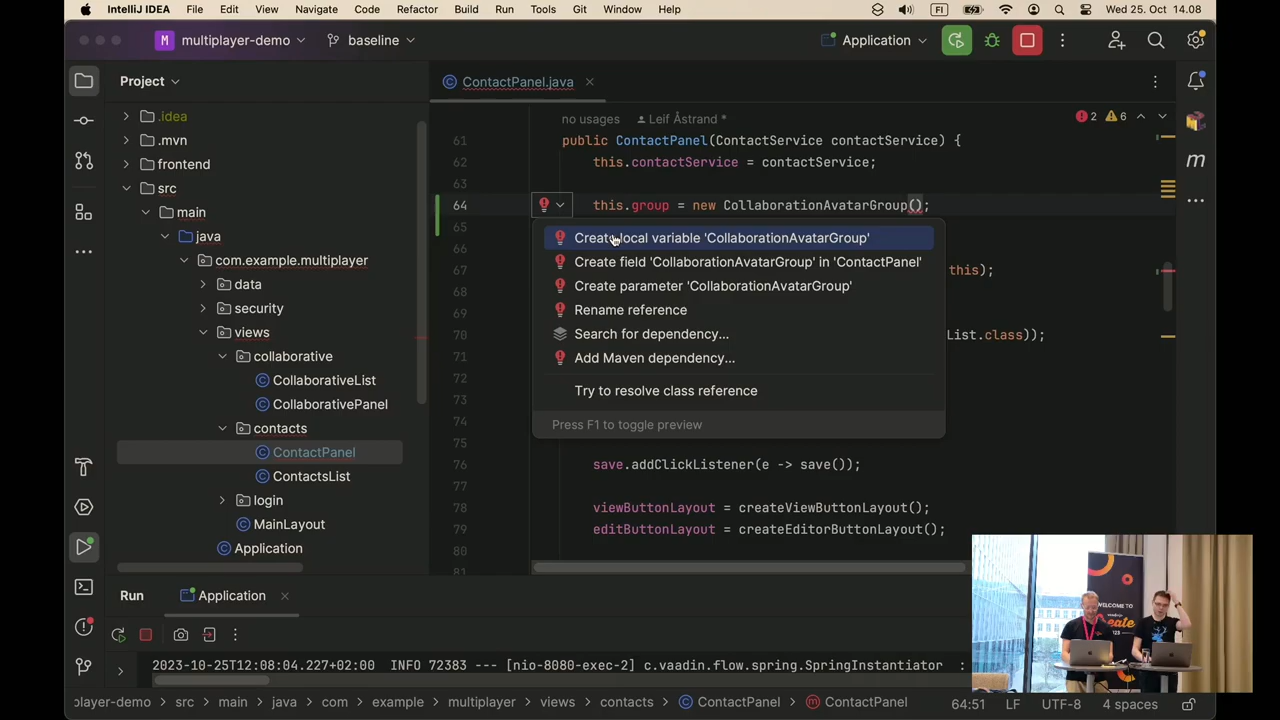 IntelliJ IDEA File Edit View Navigate Code Refactor Build Run Tools Git Window Help FI Wed 25. Oct 14.08
M multiplayer-demo baseline Application
Project ContactPanel.java
.idea
.mvn
frontend
src
main
java
com.example.multiplayer
data
security
views
collaborative
CollaborativeList
CollaborativePanel
contacts
ContactPanel
ContactsList
login
MainLayout
Application
no usages Leif Åstrand * 2 6
61 public ContactPanel(ContactService contactService) {
62 this.contactService = contactService;
63
64 this.group = new CollaborationAvatarGroup();
65
66
67 this);
68
69
70 List.class));
71
72
73
74
75
76 save.addClickListener(e -> save());
77
78 viewButtonLayout = createViewButtonLayout();
79 editButtonLayout = createEditorButtonLayout();
80
81
Create local variable 'CollaborationAvatarGroup'
Create field 'CollaborationAvatarGroup' in 'ContactPanel'
Create parameter 'CollaborationAvatarGroup'
Rename reference
Search for dependency...
Add Maven dependency...
Try to resolve class reference
Press F1 to toggle preview
m
WELCOME TO
Create
Run Application
2023-10-25T12:08:04.227+02:00 INFO 72383 --- [nio-8080-exec-2] c.vaadin.flow.spring.SpringInstantiator :
player-demo src main java com example multiplayer views contacts ContactPanel ContactPanel 64:51 LF UTF-8 4 spaces